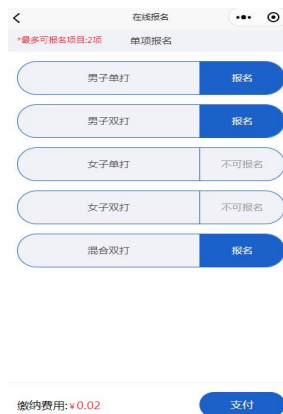 在线报名
*最多可报名项目:2项 单项报名
男子单打 报名
男子双打 报名
女子单打 不可报名
女子双打 不可报名
混合双打 报名
缴纳费用:¥0.02 支付